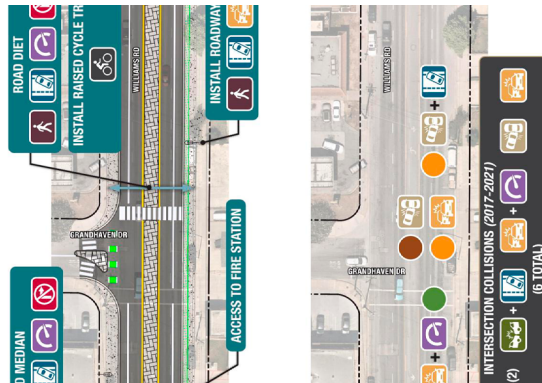 ROAD DIET
INSTALL RAISED CYCLE TR
WILLIAMS RD
INSTALL ROADWAY
GRANDHAVEN DR
ACCESS TO FIRE STATION
D MEDIAN
WILLIAMS RD
GRANDHAVEN DR
+
+
INTERSECTION COLLISIONS (2017-2021)
(2) + +
(6 TOTAL)